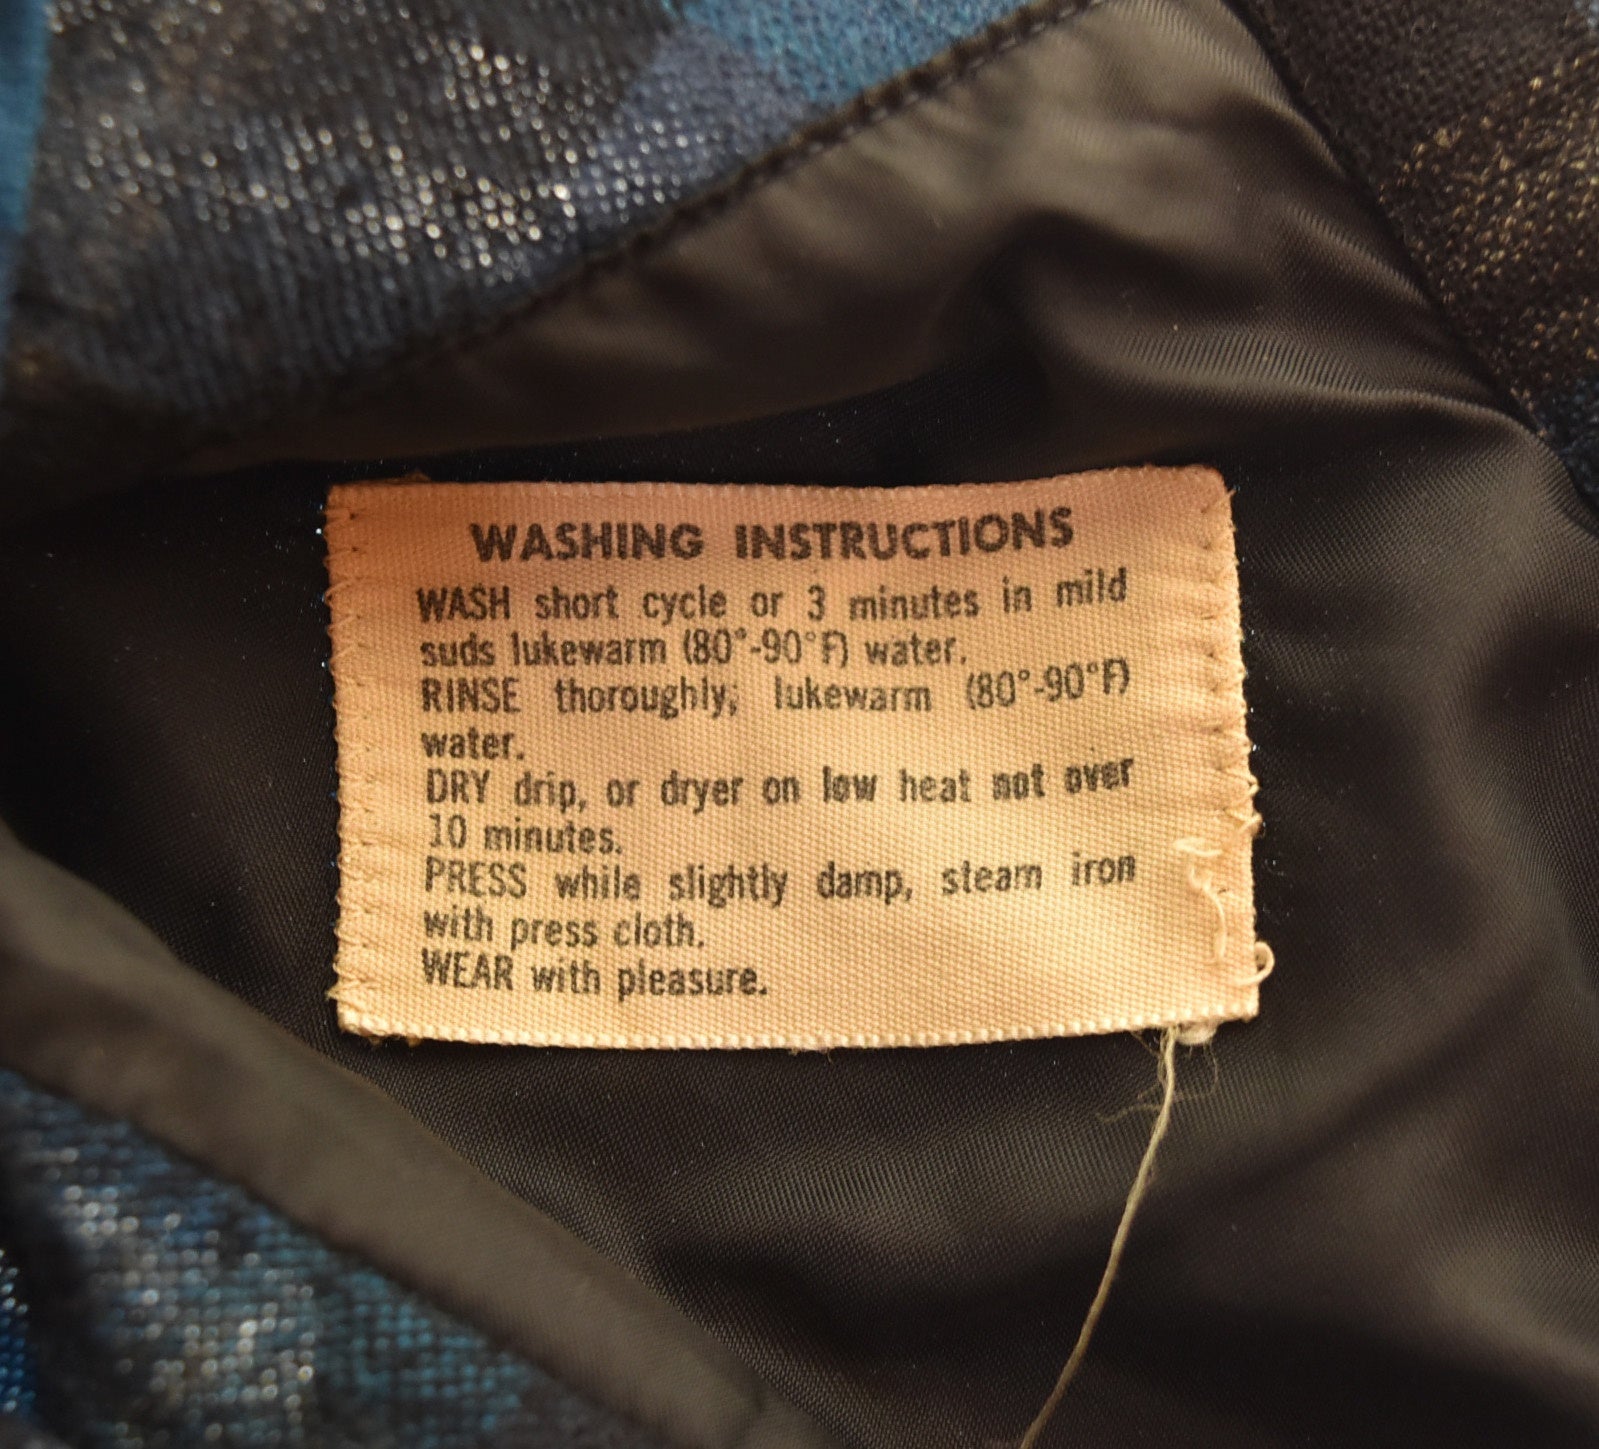 WASHING INSTRUCTIONS
WASH short cycle or 3 minutes in mild
suds lukewarm (80°-90°F) water.
RINSE thoroughly; lukewarm (80°-90°F)
water.
DRY drip, or dryer on low heat not over
10 minutes.
PRESS while slightly damp, steam iron
with press cloth.
WEAR with pleasure.